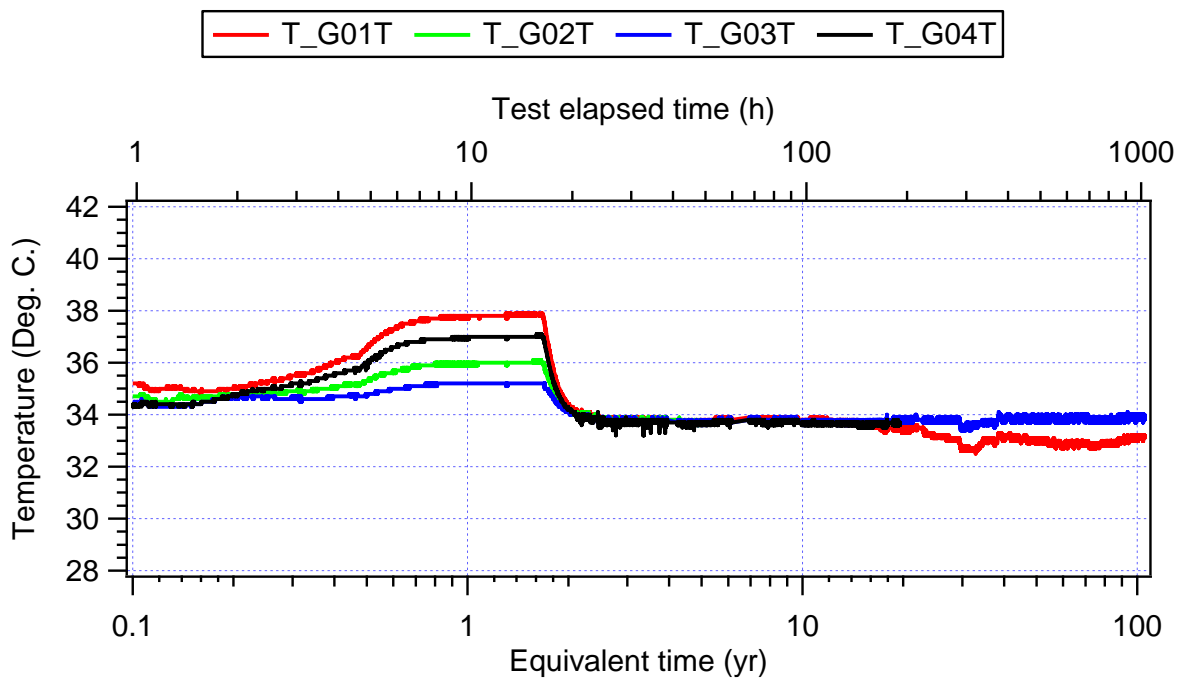 T_G01T T_G02T T_G03T T_G04T
Test elapsed time (h)
1 10 100 1000
Temperature (Deg. C.)
42
40
38
36
34
32
30
28
0.1 1 10 100
Equivalent time (yr)